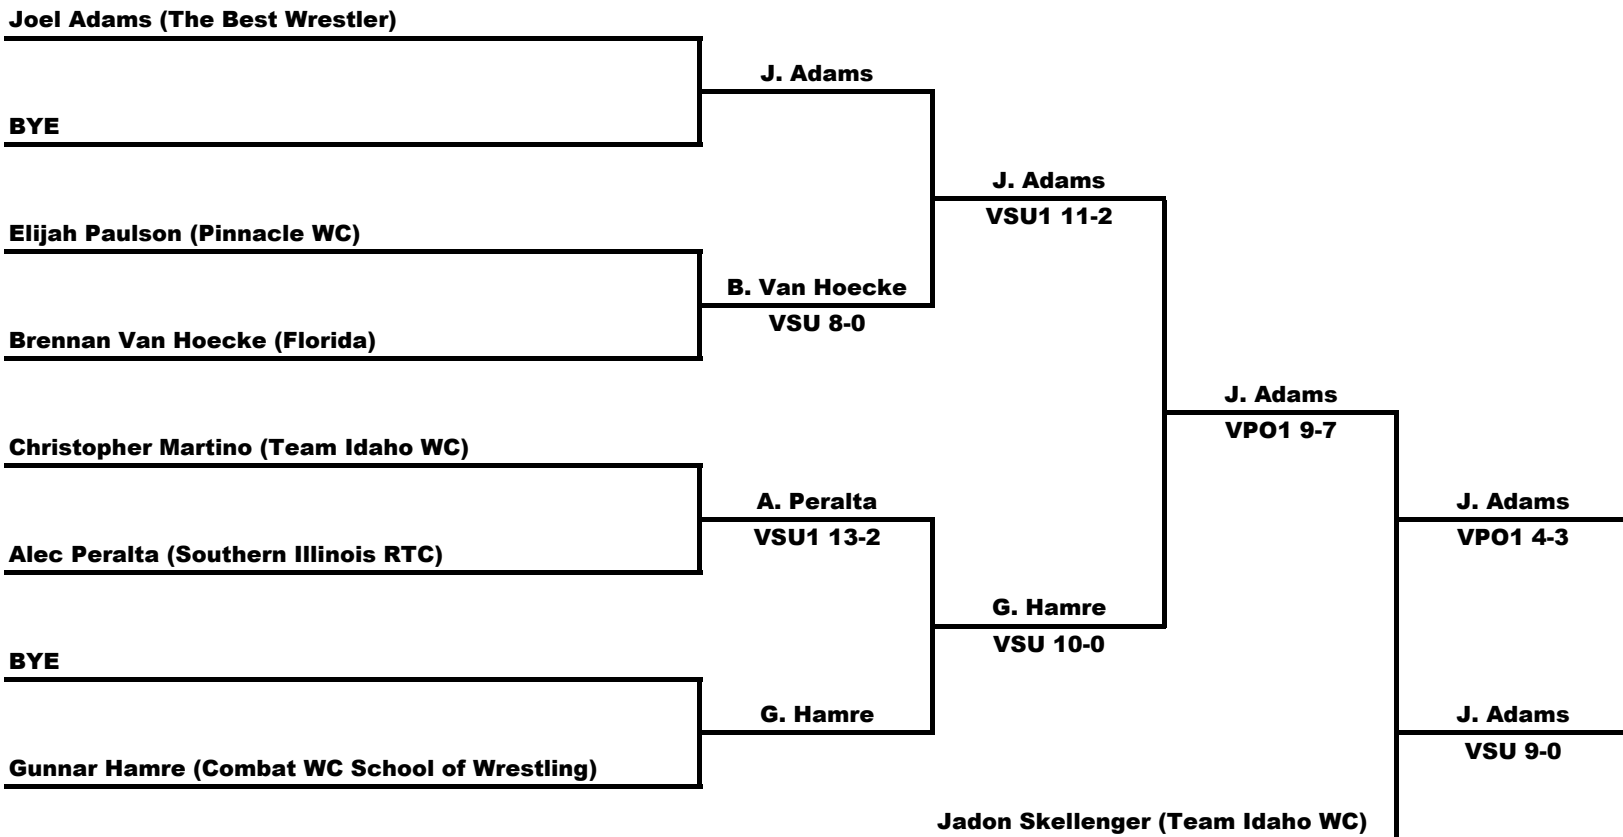 Joel Adams (The Best Wrestler)
J. Adams
BYE
J. Adams
VSU1 11-2
Elijah Paulson (Pinnacle WC)
B. Van Hoecke
VSU 8-0
Brennan Van Hoecke (Florida)
J. Adams
VPO1 9-7
Christopher Martino (Team Idaho WC)
A. Peralta
VSU1 13-2
J. Adams
VPO1 4-3
Alec Peralta (Southern Illinois RTC)
G. Hamre
VSU 10-0
BYE
G. Hamre
J. Adams
VSU 9-0
Gunnar Hamre (Combat WC School of Wrestling)
Jadon Skellenger (Team Idaho WC)